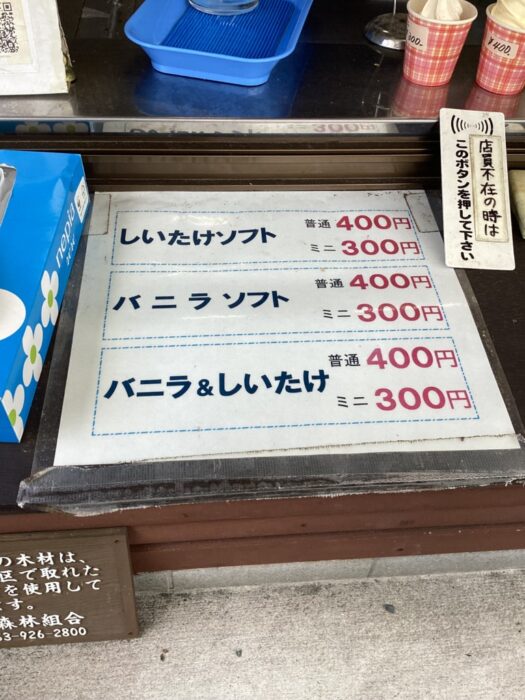 ¥400.
店員不在の時は
このボタンを押して下さい
nepia
しいたけソフト 普通 400円
ミニ 300円
バニラ ソフト 普通 400円
ミニ 300円
バニラ&しいたけ 普通 400円
ミニ 300円
の木材は、
区で取れた
を使用して
ます。
森林組合
63-926-2800